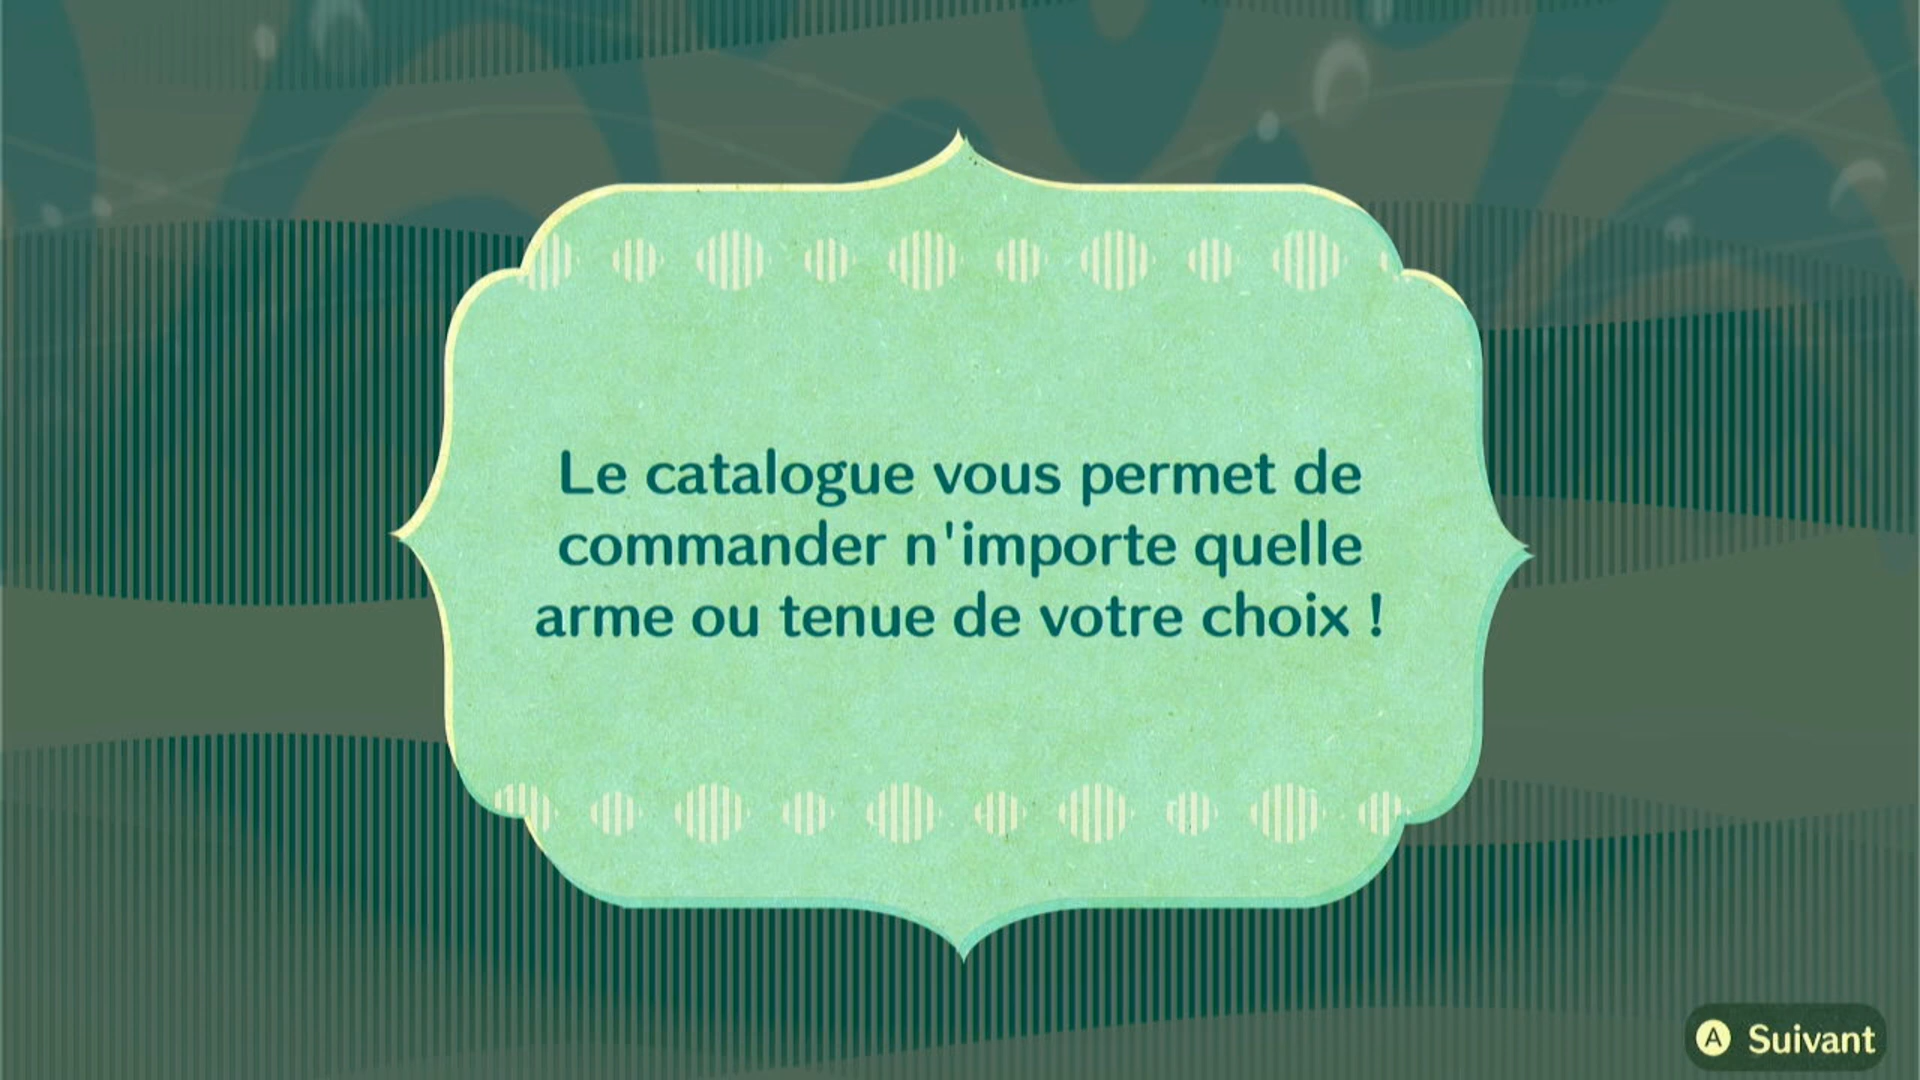 Le catalogue vous permet de
commander n'importe quelle
arme ou tenue de votre choix !
A Suivant